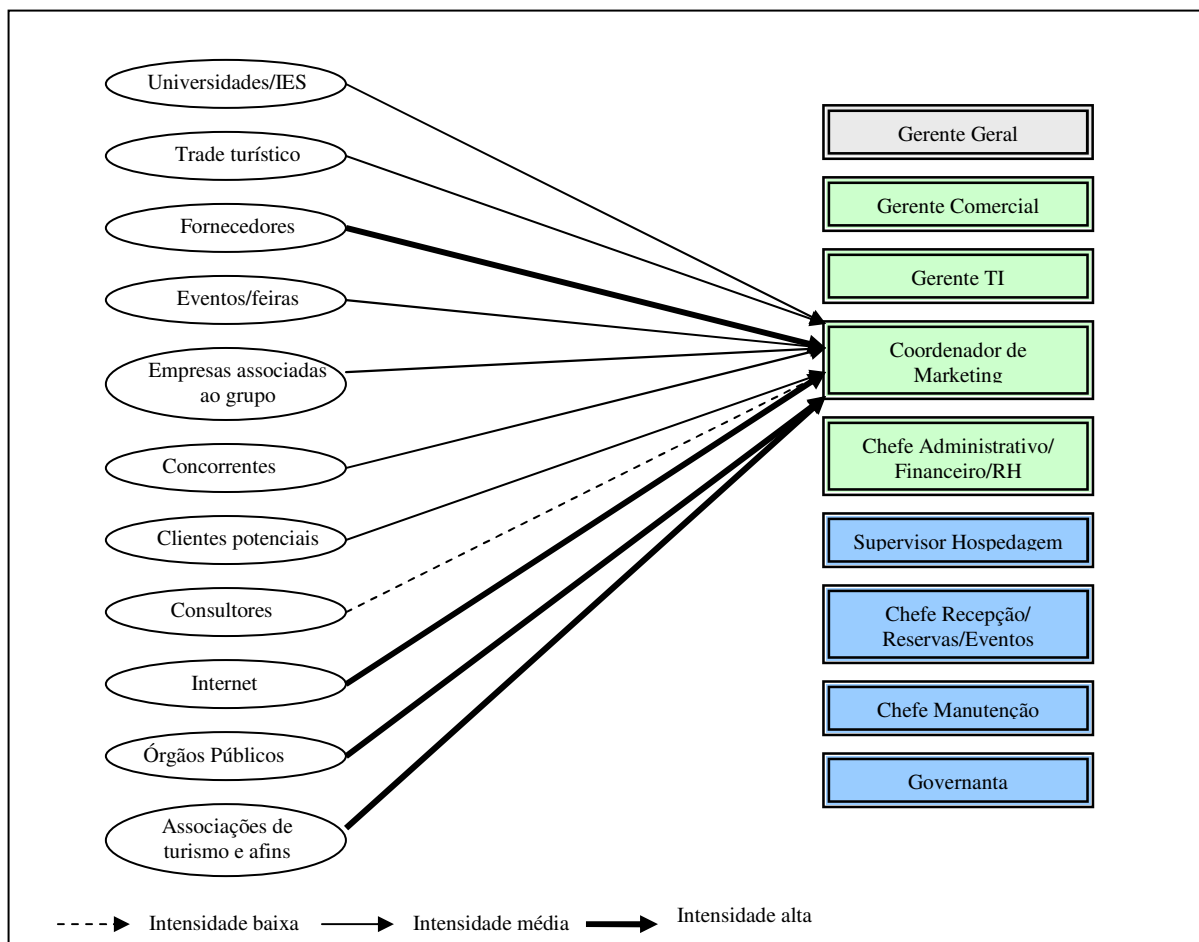 Universidades/IES
Trade turístico
Fornecedores
Eventos/feiras
Empresas associadas
ao grupo
Concorrentes
Clientes potenciais
Consultores
Internet
Órgãos Públicos
Associações de
turismo e afins
Gerente Geral
Gerente Comercial
Gerente TI
Coordenador de
Marketing
Chefe Administrativo/
Financeiro/RH
Supervisor Hospedagem
Chefe Recepção/
Reservas/Eventos
Chefe Manutenção
Governanta
Intensidade baixa
Intensidade média
Intensidade alta